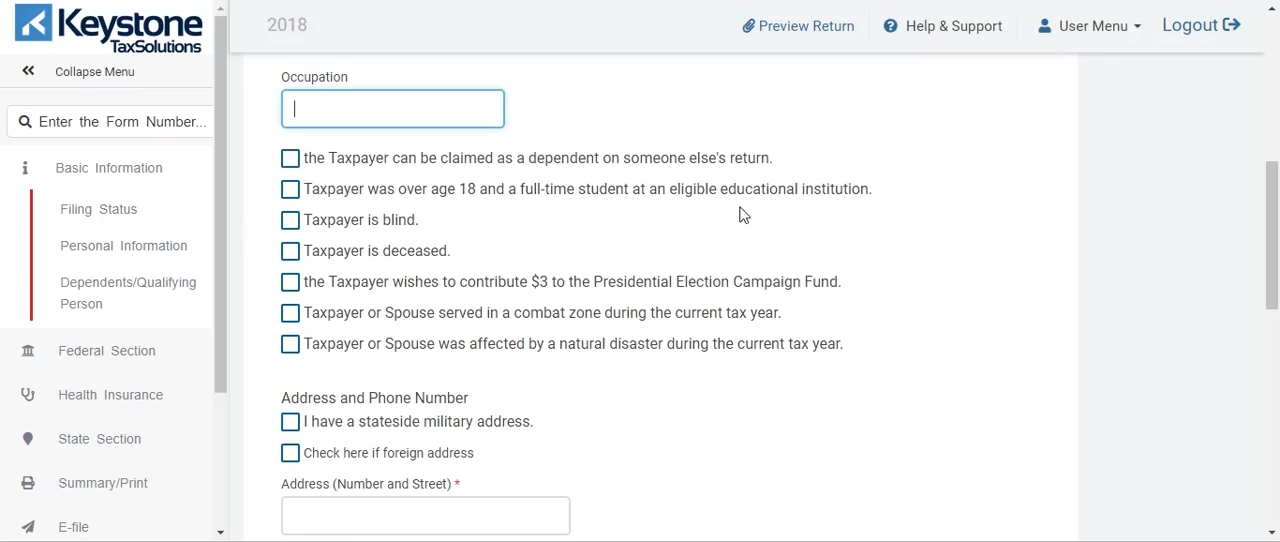 Keystone
TaxSolutions
2018
Preview Return
Help & Support
User Menu
Logout
Collapse Menu
Enter the Form Number...
Basic Information
Filing Status
Personal Information
Dependents/Qualifying
Person
Federal Section
Health Insurance
State Section
Summary/Print
E-file
Occupation
the Taxpayer can be claimed as a dependent on someone else's return.
Taxpayer was over age 18 and a full-time student at an eligible educational institution.
Taxpayer is blind.
Taxpayer is deceased.
the Taxpayer wishes to contribute $3 to the Presidential Election Campaign Fund.
Taxpayer or Spouse served in a combat zone during the current tax year.
Taxpayer or Spouse was affected by a natural disaster during the current tax year.
Address and Phone Number
I have a stateside military address.
Check here if foreign address
Address (Number and Street) *